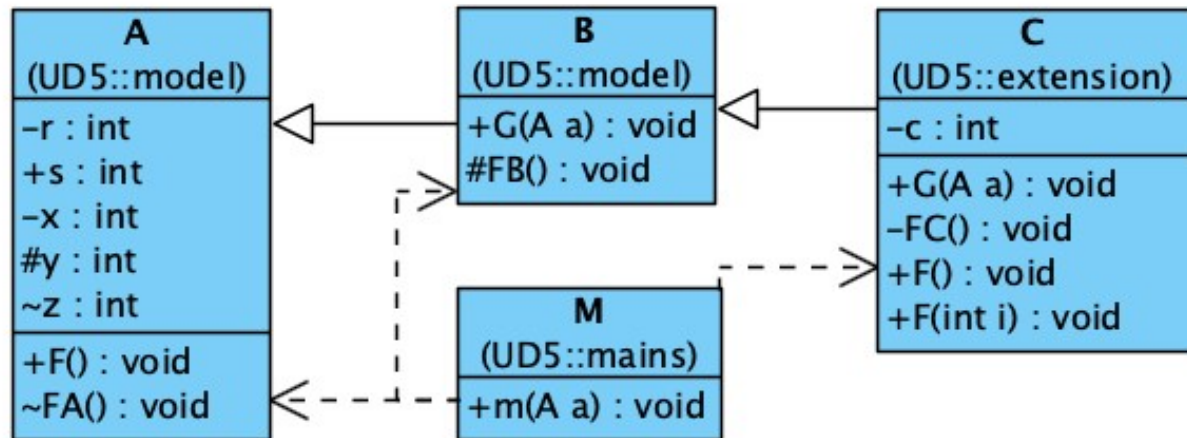 A
(UD5::model)
–r : int
+s : int
–x : int
#y : int
~z : int
+F() : void
~FA() : void
B
(UD5::model)
+G(A a) : void
#FB() : void
M
(UD5::mains)
+m(A a) : void
C
(UD5::extension)
–c : int
+G(A a) : void
–FC() : void
+F() : void
+F(int i) : void